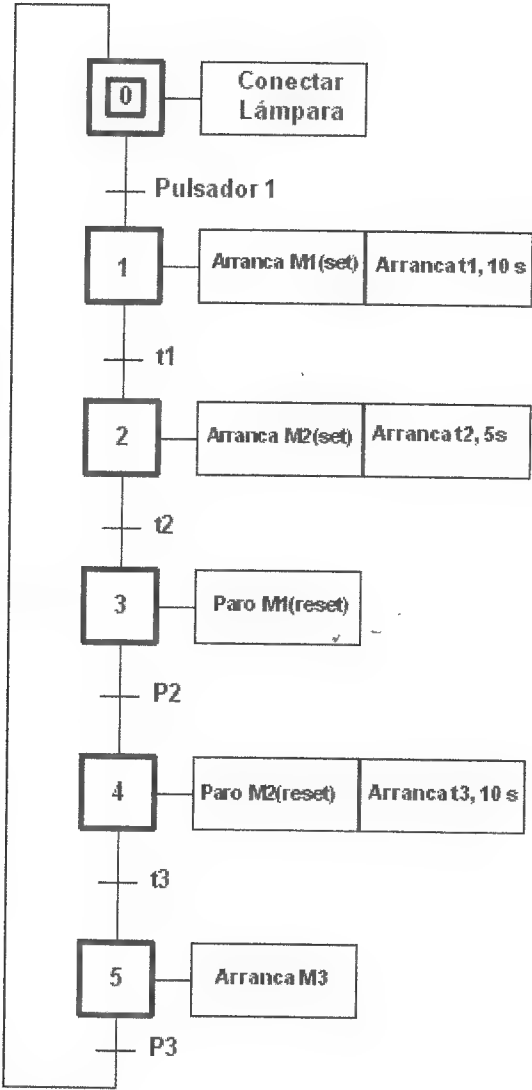 0
Conectar
Lámpara
Pulsador 1
1
Arranca M1(set)
Arranca t1, 10 s
t1
2
Arranca M2(set)
Arranca t2, 5s
t2
3
Paro M1(reset)
P2
4
Paro M2(reset)
Arranca t3, 10 s
t3
5
Arranca M3
P3